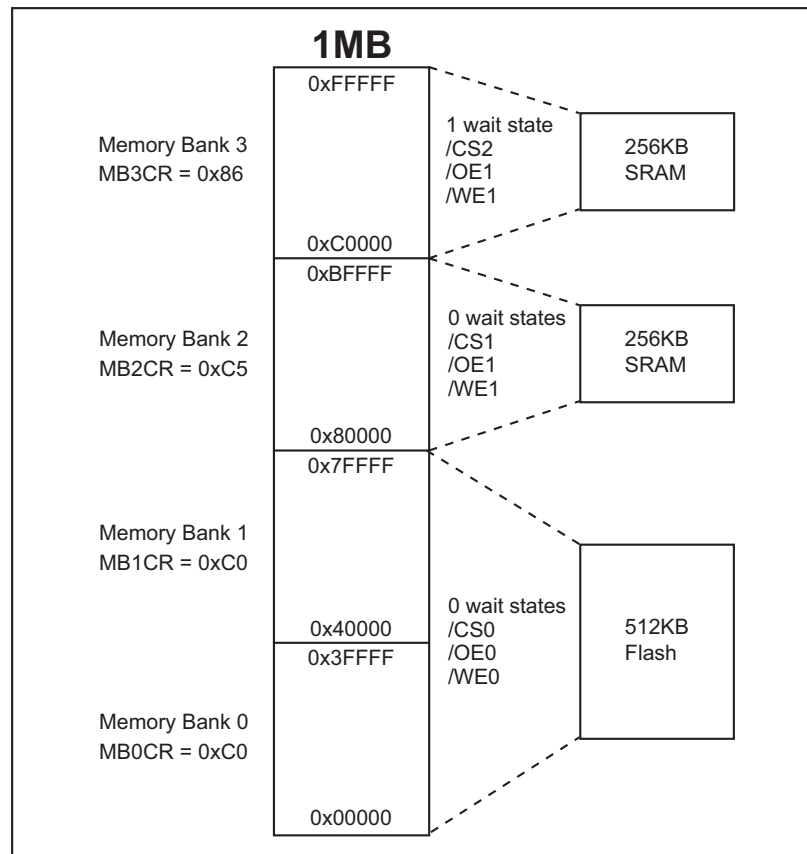 1MB
0xFFFFF
Memory Bank 3
MB3CR = 0x86
1 wait state
/CS2
/OE1
/WE1
256KB
SRAM
0xC0000
0xBFFFF
Memory Bank 2
MB2CR = 0xC5
0 wait states
/CS1
/OE1
/WE1
256KB
SRAM
0x80000
0x7FFFF
Memory Bank 1
MB1CR = 0xC0
0x40000
0x3FFFF
0 wait states
/CS0
/OE0
/WE0
512KB
Flash
Memory Bank 0
MB0CR = 0xC0
0x00000